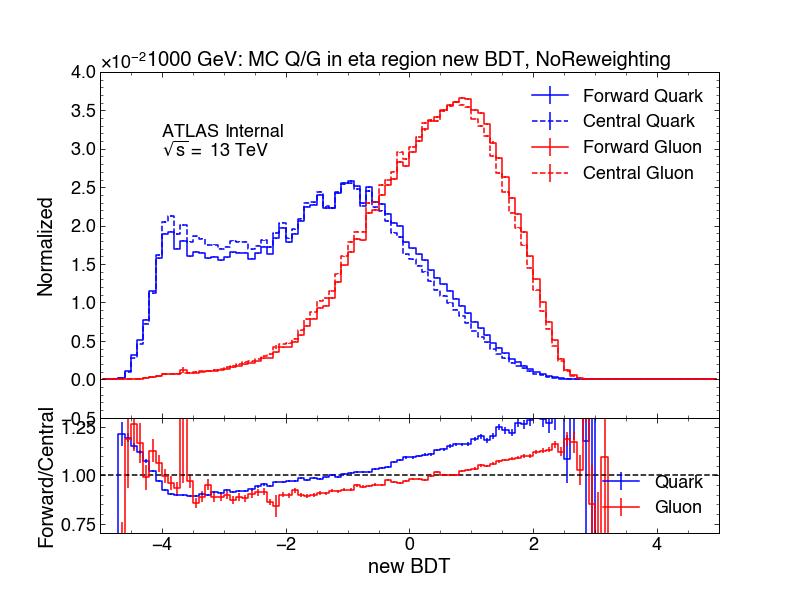 ×10⁻²1000 GeV: MC Q/G in eta region new BDT, NoReweighting
4.0
3.5
3.0
2.5
2.0
1.5
1.0
0.5
0.0
-0.5
Normalized
ATLAS Internal
√s = 13 TeV
Forward Quark
Central Quark
Forward Gluon
Central Gluon
1.25
1.00
0.75
Forward/Central
Quark
Gluon
−4 −2 0 2 4
new BDT